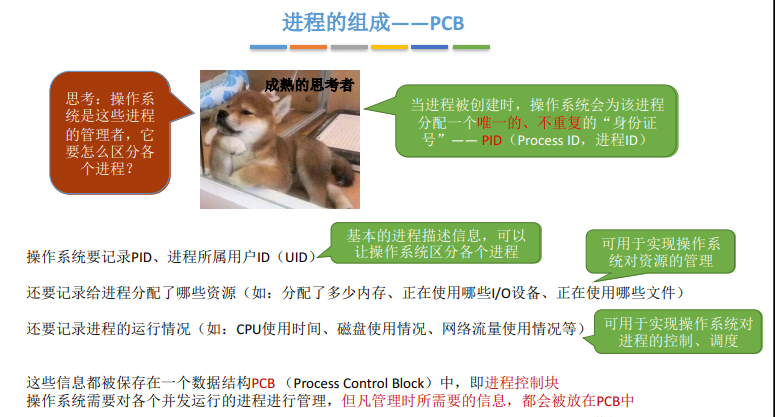 进程的组成——PCB
思考：操作系
统是这些进程
的管理者，它
要怎么区分各
个进程？
成熟的思考者
当进程被创建时，操作系统会为该进程
分配一个唯一的、不重复的“身份证
号”—— PID（Process ID，进程ID）
操作系统要记录PID、进程所属用户ID（UID）
基本的进程描述信息，可以
让操作系统区分各个进程
可用于实现操作系
统对资源的管理
还要记录给进程分配了哪些资源（如：分配了多少内存、正在使用哪些I/O设备、正在使用哪些文件）
还要记录进程的运行情况（如：CPU使用时间、磁盘使用情况、网络流量使用情况等）
可用于实现操作系统对
进程的控制、调度
这些信息都被保存在一个数据结构PCB （Process Control Block）中，即进程控制块
操作系统需要对各个并发运行的进程进行管理，但凡管理时所需要的信息，都会被放在PCB中